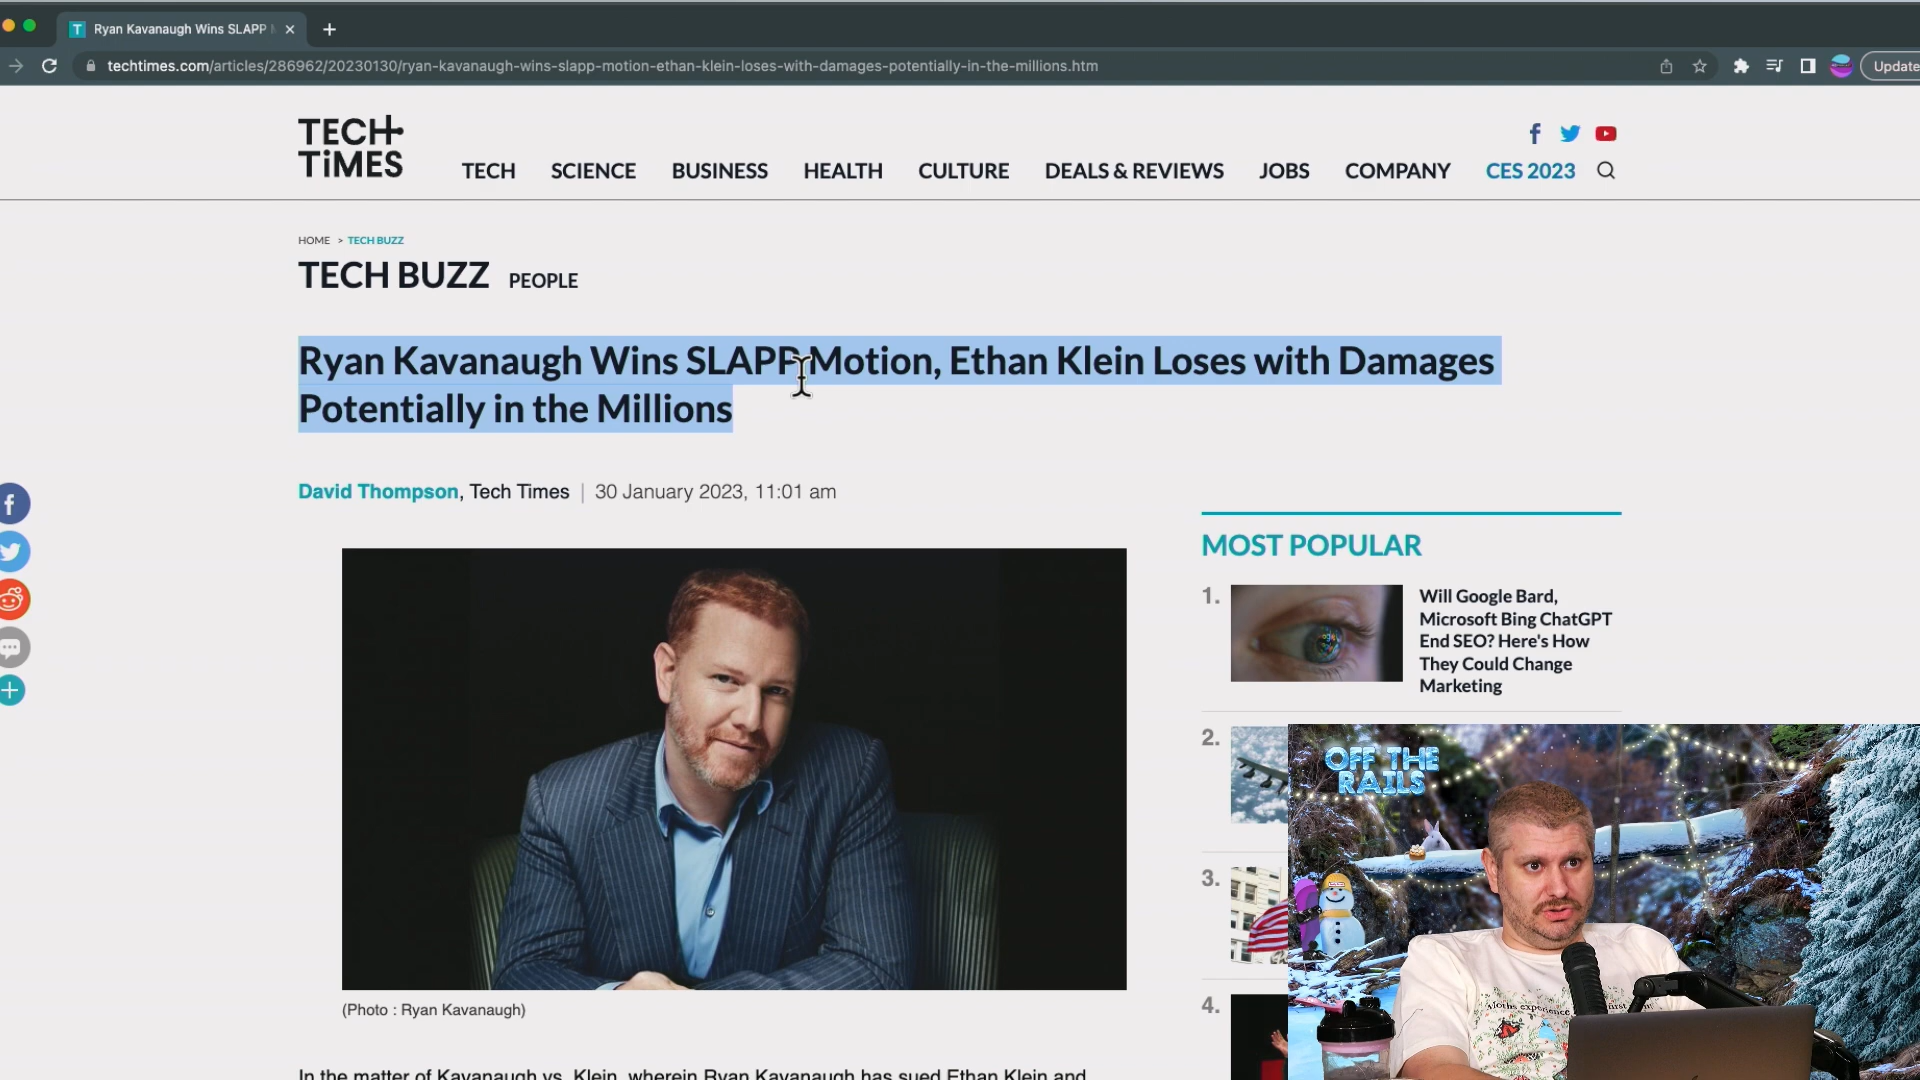 T Ryan Kavanaugh Wins SLAPP
techtimes.com/articles/286962/20230130/ryan-kavanaugh-wins-slapp-motion-ethan-klein-loses-with-damages-potentially-in-the-millions.htm
Update
TECH
TiMES
TECH SCIENCE BUSINESS HEALTH CULTURE DEALS & REVIEWS JOBS COMPANY CES 2023
HOME > TECH BUZZ
TECH BUZZ PEOPLE
Ryan Kavanaugh Wins SLAPP Motion, Ethan Klein Loses with Damages
Potentially in the Millions
David Thompson, Tech Times | 30 January 2023, 11:01 am
(Photo : Ryan Kavanaugh)
In the matter of Kavanaugh vs. Klein, wherein Ryan Kavanaugh has sued Ethan Klein and
MOST POPULAR
1.
Will Google Bard,
Microsoft Bing ChatGPT
End SEO? Here's How
They Could Change
Marketing
2.
3.
4.
OFF THE
RAILS
Moths experience